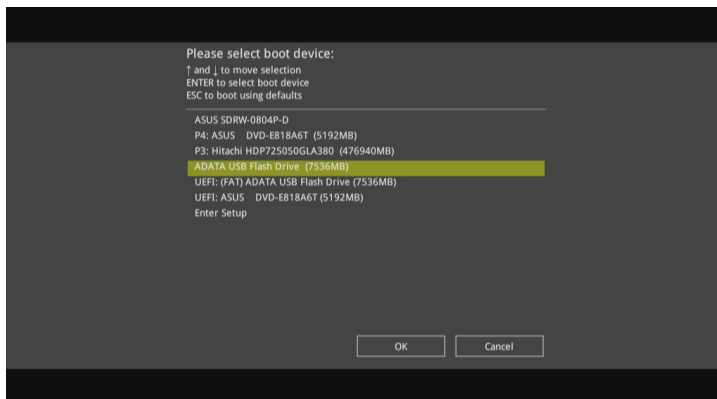 Please select boot device:
↑ and ↓ to move selection
ENTER to select boot device
ESC to boot using defaults
ASUS SDRW-0804P-D
P4: ASUS DVD-E818A6T (5192MB)
P3: Hitachi HDP725050GLA380 (476940MB)
ADATA USB Flash Drive (7536MB)
UEFI: (FAT) ADATA USB Flash Drive (7536MB)
UEFI: ASUS DVD-E818A6T (5192MB)
Enter Setup
OK Cancel